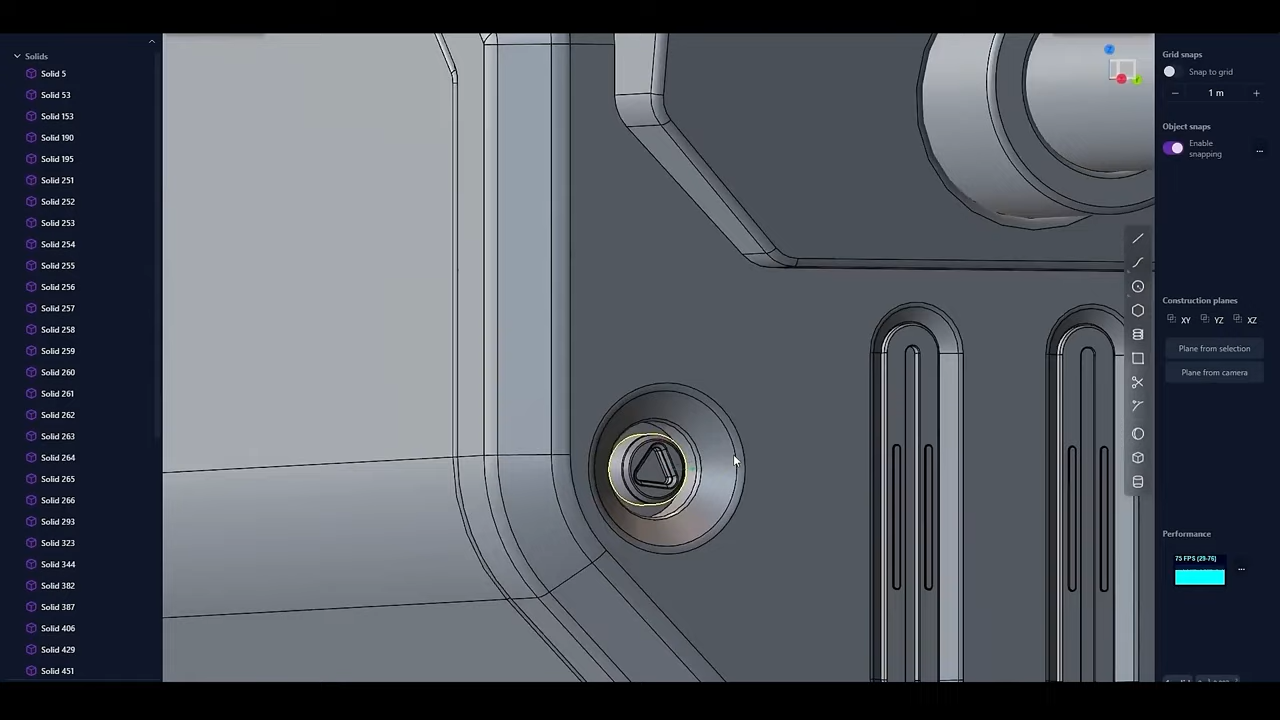 Solids
Solid 5
Solid 53
Solid 153
Solid 190
Solid 195
Solid 251
Solid 252
Solid 253
Solid 254
Solid 255
Solid 256
Solid 257
Solid 258
Solid 259
Solid 260
Solid 261
Solid 262
Solid 263
Solid 264
Solid 265
Solid 266
Solid 293
Solid 323
Solid 344
Solid 382
Solid 387
Solid 406
Solid 429
Solid 451
Grid snaps
Snap to grid
− 1 m +
Object snaps
Enable
snapping
...
Construction planes
XY YZ XZ
Plane from selection
Plane from camera
Performance
75 FPS (29-76)
...